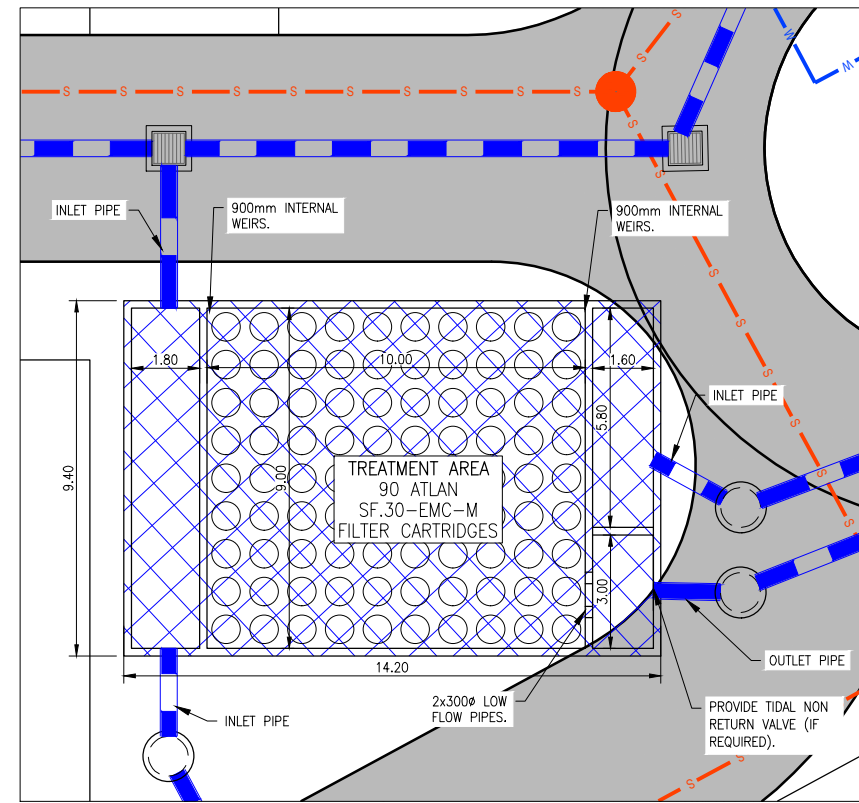 S S S S S S
S
W
W
INLET PIPE
900mm INTERNAL
WEIRS.
900mm INTERNAL
WEIRS.
S
S
S
S
S
1.80
10.00
1.60
INLET PIPE
5.80
9.40
9.00
TREATMENT AREA
90 ATLAN
SF.30-EMC-M
FILTER CARTRIDGES
3.00
14.20
OUTLET PIPE
2x300ø LOW
FLOW PIPES.
INLET PIPE
PROVIDE TIDAL NON
RETURN VALVE (IF
REQUIRED).
S
S